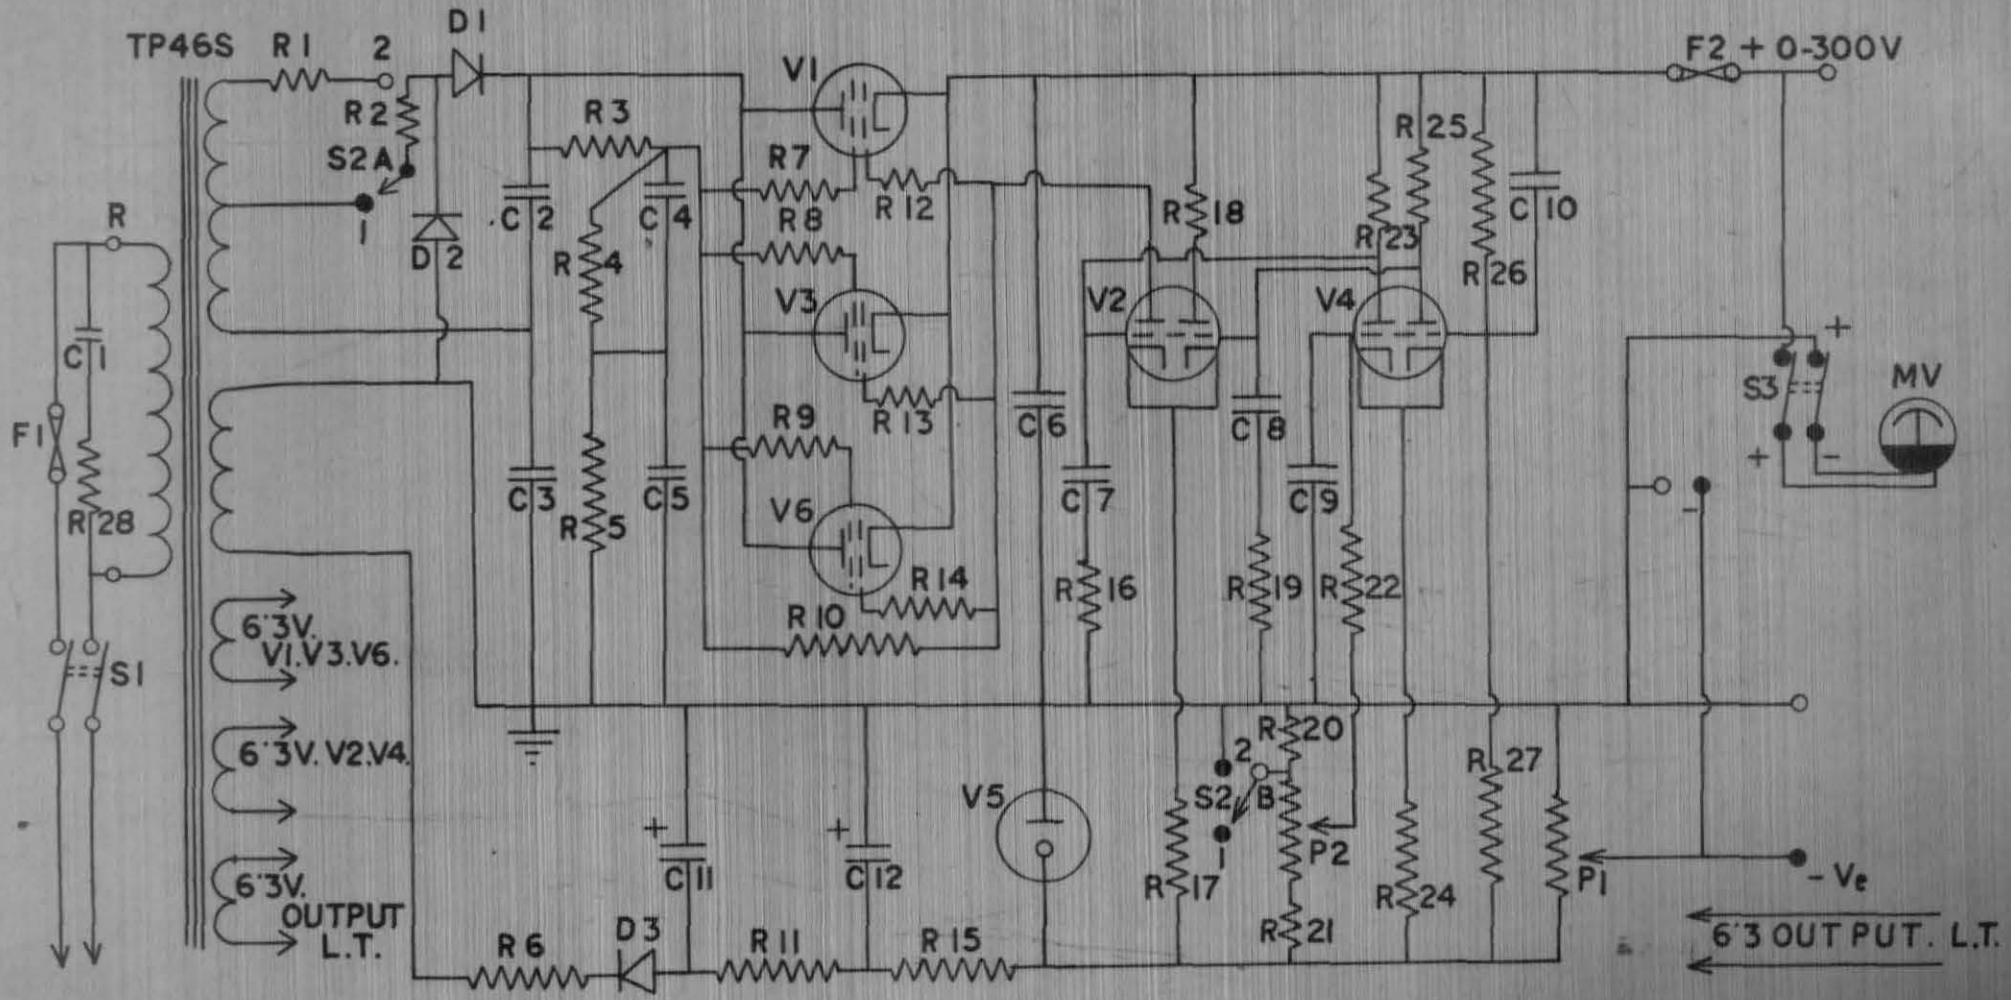 TP46S R1 2 D1 V1 F2 + 0-300V
R2 R3 R25
S2A R7
R 1 C2 C4 R8 R12 R18 C10
D2 R4 R23 R26
V3 V2 V4 +
C1 S3 MV
F1 R9 R13 C6 C8 + -
R28 C3 R5 C5 V6 C7 C9 -
R14 R16 R19 R22
6.3V. R10
V1.V3.V6.
S1
6.3V. V2.V4. 2 R20 R27
V5 S2 B
+ + 1 P2
C11 C12 R17 R24 P1 - Ve
6.3V.
OUTPUT
L.T. R6 D3 R11 R15 R21 6.3 OUTPUT. L.T.